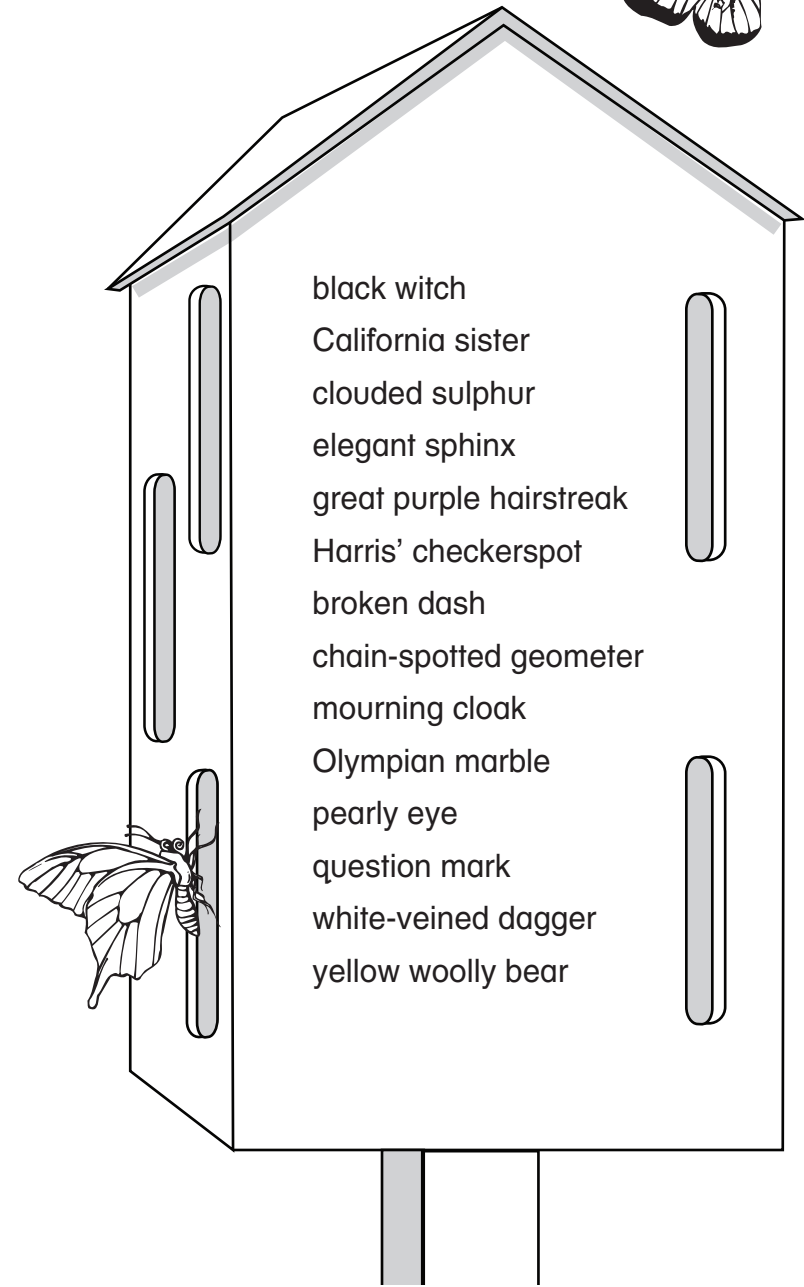 black witch
California sister
clouded sulphur
elegant sphinx
great purple hairstreak
Harris’ checkerspot
broken dash
chain-spotted geometer
mourning cloak
Olympian marble
pearly eye
question mark
white-veined dagger
yellow woolly bear